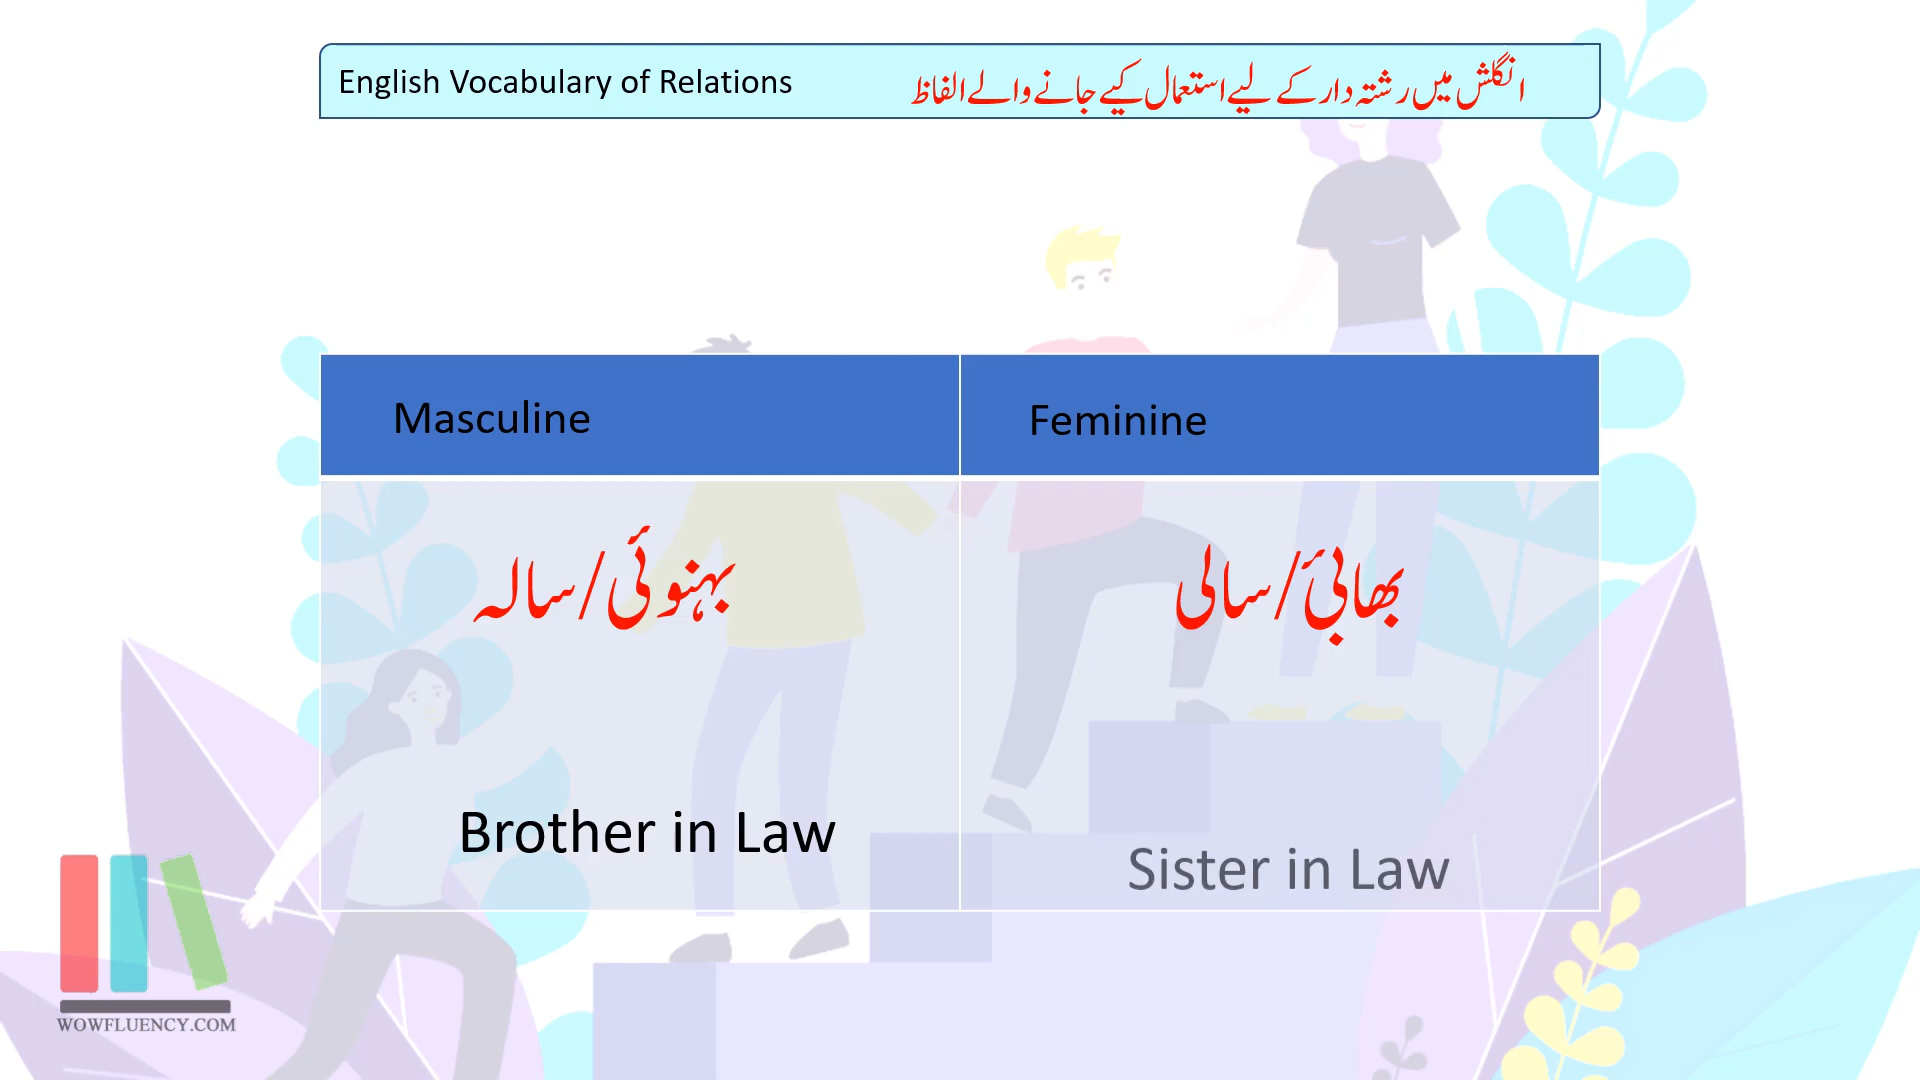 English Vocabulary of Relations
انگلش میں رشتہ دار کے لیے استعمال کیے جانے والے الفاظ
Masculine
Feminine
بہنوئی/سالہ
بھابئ/سالی
Brother in Law
Sister in Law
WOWFLUENCY.COM